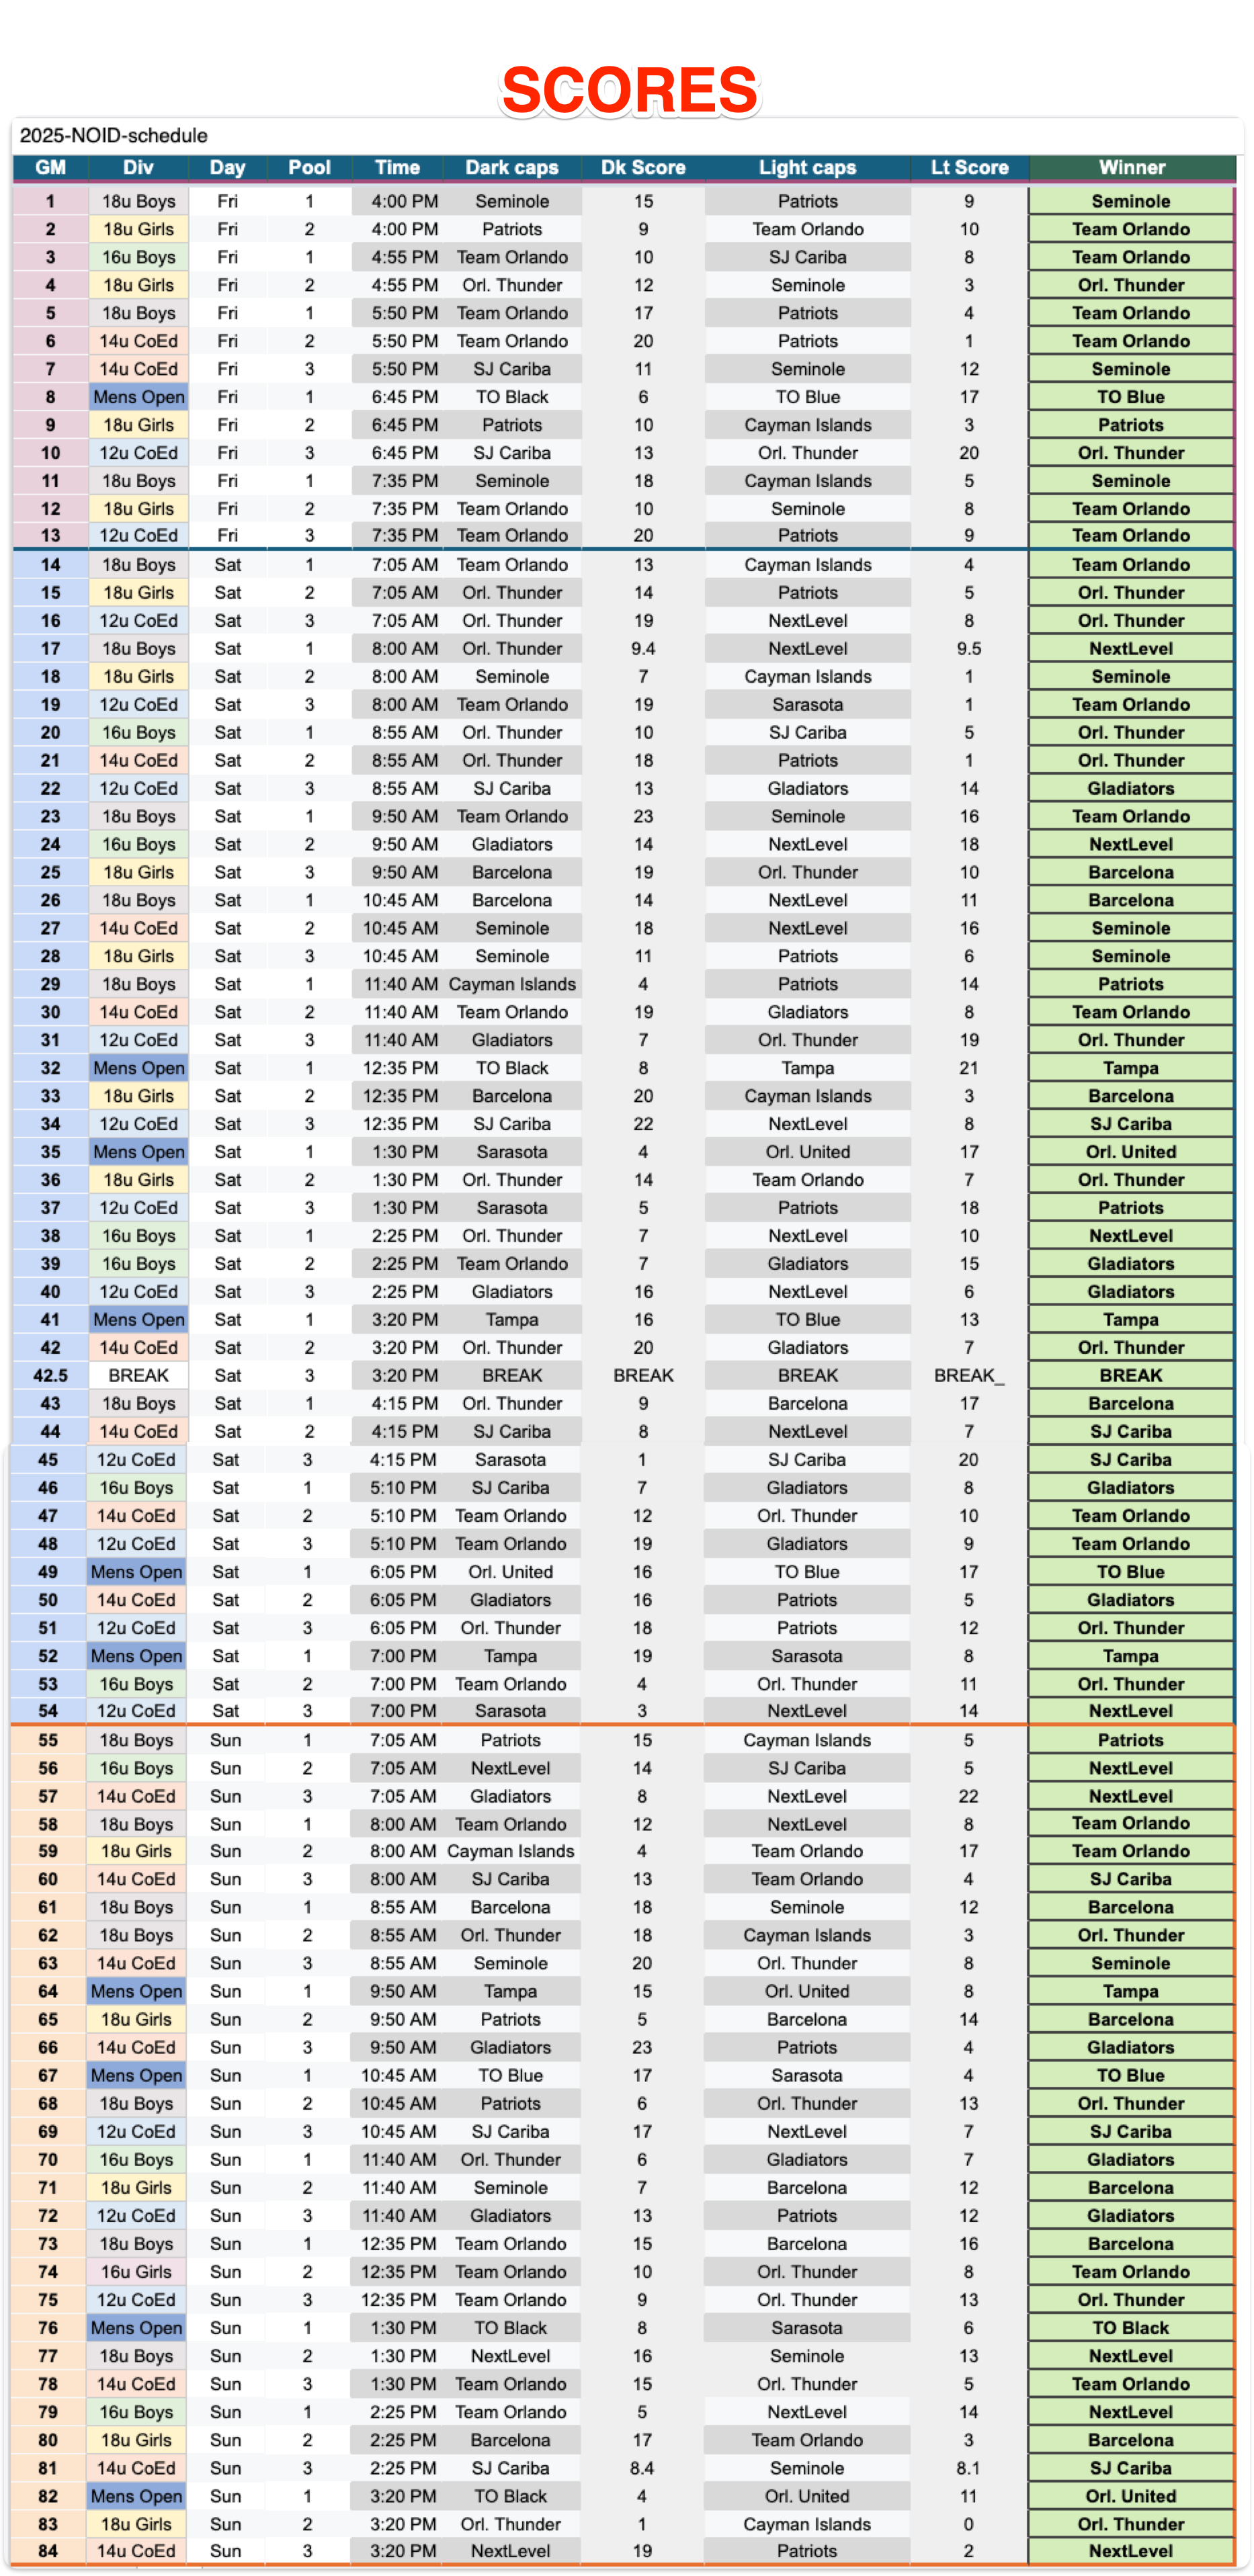 SCORES
2025-NOID-schedule
GM Div Day Pool Time Dark caps Dk Score Light caps Lt Score Winner
1 18u Boys Fri 1 4:00 PM Seminole 15 Patriots 9 Seminole
2 18u Girls Fri 2 4:00 PM Patriots 9 Team Orlando 10 Team Orlando
3 16u Boys Fri 1 4:55 PM Team Orlando 10 SJ Cariba 8 Team Orlando
4 18u Girls Fri 2 4:55 PM Orl. Thunder 12 Seminole 3 Orl. Thunder
5 18u Boys Fri 1 5:50 PM Team Orlando 17 Patriots 4 Team Orlando
6 14u CoEd Fri 2 5:50 PM Team Orlando 20 Patriots 1 Team Orlando
7 14u CoEd Fri 3 5:50 PM SJ Cariba 11 Seminole 12 Seminole
8 Mens Open Fri 1 6:45 PM TO Black 6 TO Blue 17 TO Blue
9 18u Girls Fri 2 6:45 PM Patriots 10 Cayman Islands 3 Patriots
10 12u CoEd Fri 3 6:45 PM SJ Cariba 13 Orl. Thunder 20 Orl. Thunder
11 18u Boys Fri 1 7:35 PM Seminole 18 Cayman Islands 5 Seminole
12 18u Girls Fri 2 7:35 PM Team Orlando 10 Seminole 8 Team Orlando
13 12u CoEd Fri 3 7:35 PM Team Orlando 20 Patriots 9 Team Orlando
14 18u Boys Sat 1 7:05 AM Team Orlando 13 Cayman Islands 4 Team Orlando
15 18u Girls Sat 2 7:05 AM Orl. Thunder 14 Patriots 5 Orl. Thunder
16 12u CoEd Sat 3 7:05 AM Orl. Thunder 19 NextLevel 8 Orl. Thunder
17 18u Boys Sat 1 8:00 AM Orl. Thunder 9.4 NextLevel 9.5 NextLevel
18 18u Girls Sat 2 8:00 AM Seminole 7 Cayman Islands 1 Seminole
19 12u CoEd Sat 3 8:00 AM Team Orlando 19 Sarasota 1 Team Orlando
20 16u Boys Sat 1 8:55 AM Orl. Thunder 10 SJ Cariba 5 Orl. Thunder
21 14u CoEd Sat 2 8:55 AM Orl. Thunder 18 Patriots 1 Orl. Thunder
22 12u CoEd Sat 3 8:55 AM SJ Cariba 13 Gladiators 14 Gladiators
23 18u Boys Sat 1 9:50 AM Team Orlando 23 Seminole 16 Team Orlando
24 16u Boys Sat 2 9:50 AM Gladiators 14 NextLevel 18 NextLevel
25 18u Girls Sat 3 9:50 AM Barcelona 19 Orl. Thunder 10 Barcelona
26 18u Boys Sat 1 10:45 AM Barcelona 14 NextLevel 11 Barcelona
27 14u CoEd Sat 2 10:45 AM Seminole 18 NextLevel 16 Seminole
28 18u Girls Sat 3 10:45 AM Seminole 11 Patriots 6 Seminole
29 18u Boys Sat 1 11:40 AM Cayman Islands 4 Patriots 14 Patriots
30 14u CoEd Sat 2 11:40 AM Team Orlando 19 Gladiators 8 Team Orlando
31 12u CoEd Sat 3 11:40 AM Gladiators 7 Orl. Thunder 19 Orl. Thunder
32 Mens Open Sat 1 12:35 PM TO Black 8 Tampa 21 Tampa
33 18u Girls Sat 2 12:35 PM Barcelona 20 Cayman Islands 3 Barcelona
34 12u CoEd Sat 3 12:35 PM SJ Cariba 22 NextLevel 8 SJ Cariba
35 Mens Open Sat 1 1:30 PM Sarasota 4 Orl. United 17 Orl. United
36 18u Girls Sat 2 1:30 PM Orl. Thunder 14 Team Orlando 7 Orl. Thunder
37 12u CoEd Sat 3 1:30 PM Sarasota 5 Patriots 18 Patriots
38 16u Boys Sat 1 2:25 PM Orl. Thunder 7 NextLevel 10 NextLevel
39 16u Boys Sat 2 2:25 PM Team Orlando 7 Gladiators 15 Gladiators
40 12u CoEd Sat 3 2:25 PM Gladiators 16 NextLevel 6 Gladiators
41 Mens Open Sat 1 3:20 PM Tampa 16 TO Blue 13 Tampa
42 14u CoEd Sat 2 3:20 PM Orl. Thunder 20 Gladiators 7 Orl. Thunder
42.5 BREAK Sat 3 3:20 PM BREAK BREAK BREAK BREAK_ BREAK
43 18u Boys Sat 1 4:15 PM Orl. Thunder 9 Barcelona 17 Barcelona
44 14u CoEd Sat 2 4:15 PM SJ Cariba 8 NextLevel 7 SJ Cariba
45 12u CoEd Sat 3 4:15 PM Sarasota 1 SJ Cariba 20 SJ Cariba
46 16u Boys Sat 1 5:10 PM SJ Cariba 7 Gladiators 8 Gladiators
47 14u CoEd Sat 2 5:10 PM Team Orlando 12 Orl. Thunder 10 Team Orlando
48 12u CoEd Sat 3 5:10 PM Team Orlando 19 Gladiators 9 Team Orlando
49 Mens Open Sat 1 6:05 PM Orl. United 16 TO Blue 17 TO Blue
50 14u CoEd Sat 2 6:05 PM Gladiators 16 Patriots 5 Gladiators
51 12u CoEd Sat 3 6:05 PM Orl. Thunder 18 Patriots 12 Orl. Thunder
52 Mens Open Sat 1 7:00 PM Tampa 19 Sarasota 8 Tampa
53 16u Boys Sat 2 7:00 PM Team Orlando 4 Orl. Thunder 11 Orl. Thunder
54 12u CoEd Sat 3 7:00 PM Sarasota 3 NextLevel 14 NextLevel
55 18u Boys Sun 1 7:05 AM Patriots 15 Cayman Islands 5 Patriots
56 16u Boys Sun 2 7:05 AM NextLevel 14 SJ Cariba 5 NextLevel
57 14u CoEd Sun 3 7:05 AM Gladiators 8 NextLevel 22 NextLevel
58 18u Boys Sun 1 8:00 AM Team Orlando 12 NextLevel 8 Team Orlando
59 18u Girls Sun 2 8:00 AM Cayman Islands 4 Team Orlando 17 Team Orlando
60 14u CoEd Sun 3 8:00 AM SJ Cariba 13 Team Orlando 4 SJ Cariba
61 18u Boys Sun 1 8:55 AM Barcelona 18 Seminole 12 Barcelona
62 18u Boys Sun 2 8:55 AM Orl. Thunder 18 Cayman Islands 3 Orl. Thunder
63 14u CoEd Sun 3 8:55 AM Seminole 20 Orl. Thunder 8 Seminole
64 Mens Open Sun 1 9:50 AM Tampa 15 Orl. United 8 Tampa
65 18u Girls Sun 2 9:50 AM Patriots 5 Barcelona 14 Barcelona
66 14u CoEd Sun 3 9:50 AM Gladiators 23 Patriots 4 Gladiators
67 Mens Open Sun 1 10:45 AM TO Blue 17 Sarasota 4 TO Blue
68 18u Boys Sun 2 10:45 AM Patriots 6 Orl. Thunder 13 Orl. Thunder
69 12u CoEd Sun 3 10:45 AM SJ Cariba 17 NextLevel 7 SJ Cariba
70 16u Boys Sun 1 11:40 AM Orl. Thunder 6 Gladiators 7 Gladiators
71 18u Girls Sun 2 11:40 AM Seminole 7 Barcelona 12 Barcelona
72 12u CoEd Sun 3 11:40 AM Gladiators 13 Patriots 12 Gladiators
73 18u Boys Sun 1 12:35 PM Team Orlando 15 Barcelona 16 Barcelona
74 16u Girls Sun 2 12:35 PM Team Orlando 10 Orl. Thunder 8 Team Orlando
75 12u CoEd Sun 3 12:35 PM Team Orlando 9 Orl. Thunder 13 Orl. Thunder
76 Mens Open Sun 1 1:30 PM TO Black 8 Sarasota 6 TO Black
77 18u Boys Sun 2 1:30 PM NextLevel 16 Seminole 13 NextLevel
78 14u CoEd Sun 3 1:30 PM Team Orlando 15 Orl. Thunder 5 Team Orlando
79 16u Boys Sun 1 2:25 PM Team Orlando 5 NextLevel 14 NextLevel
80 18u Girls Sun 2 2:25 PM Barcelona 17 Team Orlando 3 Barcelona
81 14u CoEd Sun 3 2:25 PM SJ Cariba 8.4 Seminole 8.1 SJ Cariba
82 Mens Open Sun 1 3:20 PM TO Black 4 Orl. United 11 Orl. United
83 18u Girls Sun 2 3:20 PM Orl. Thunder 1 Cayman Islands 0 Orl. Thunder
84 14u CoEd Sun 3 3:20 PM NextLevel 19 Patriots 2 NextLevel